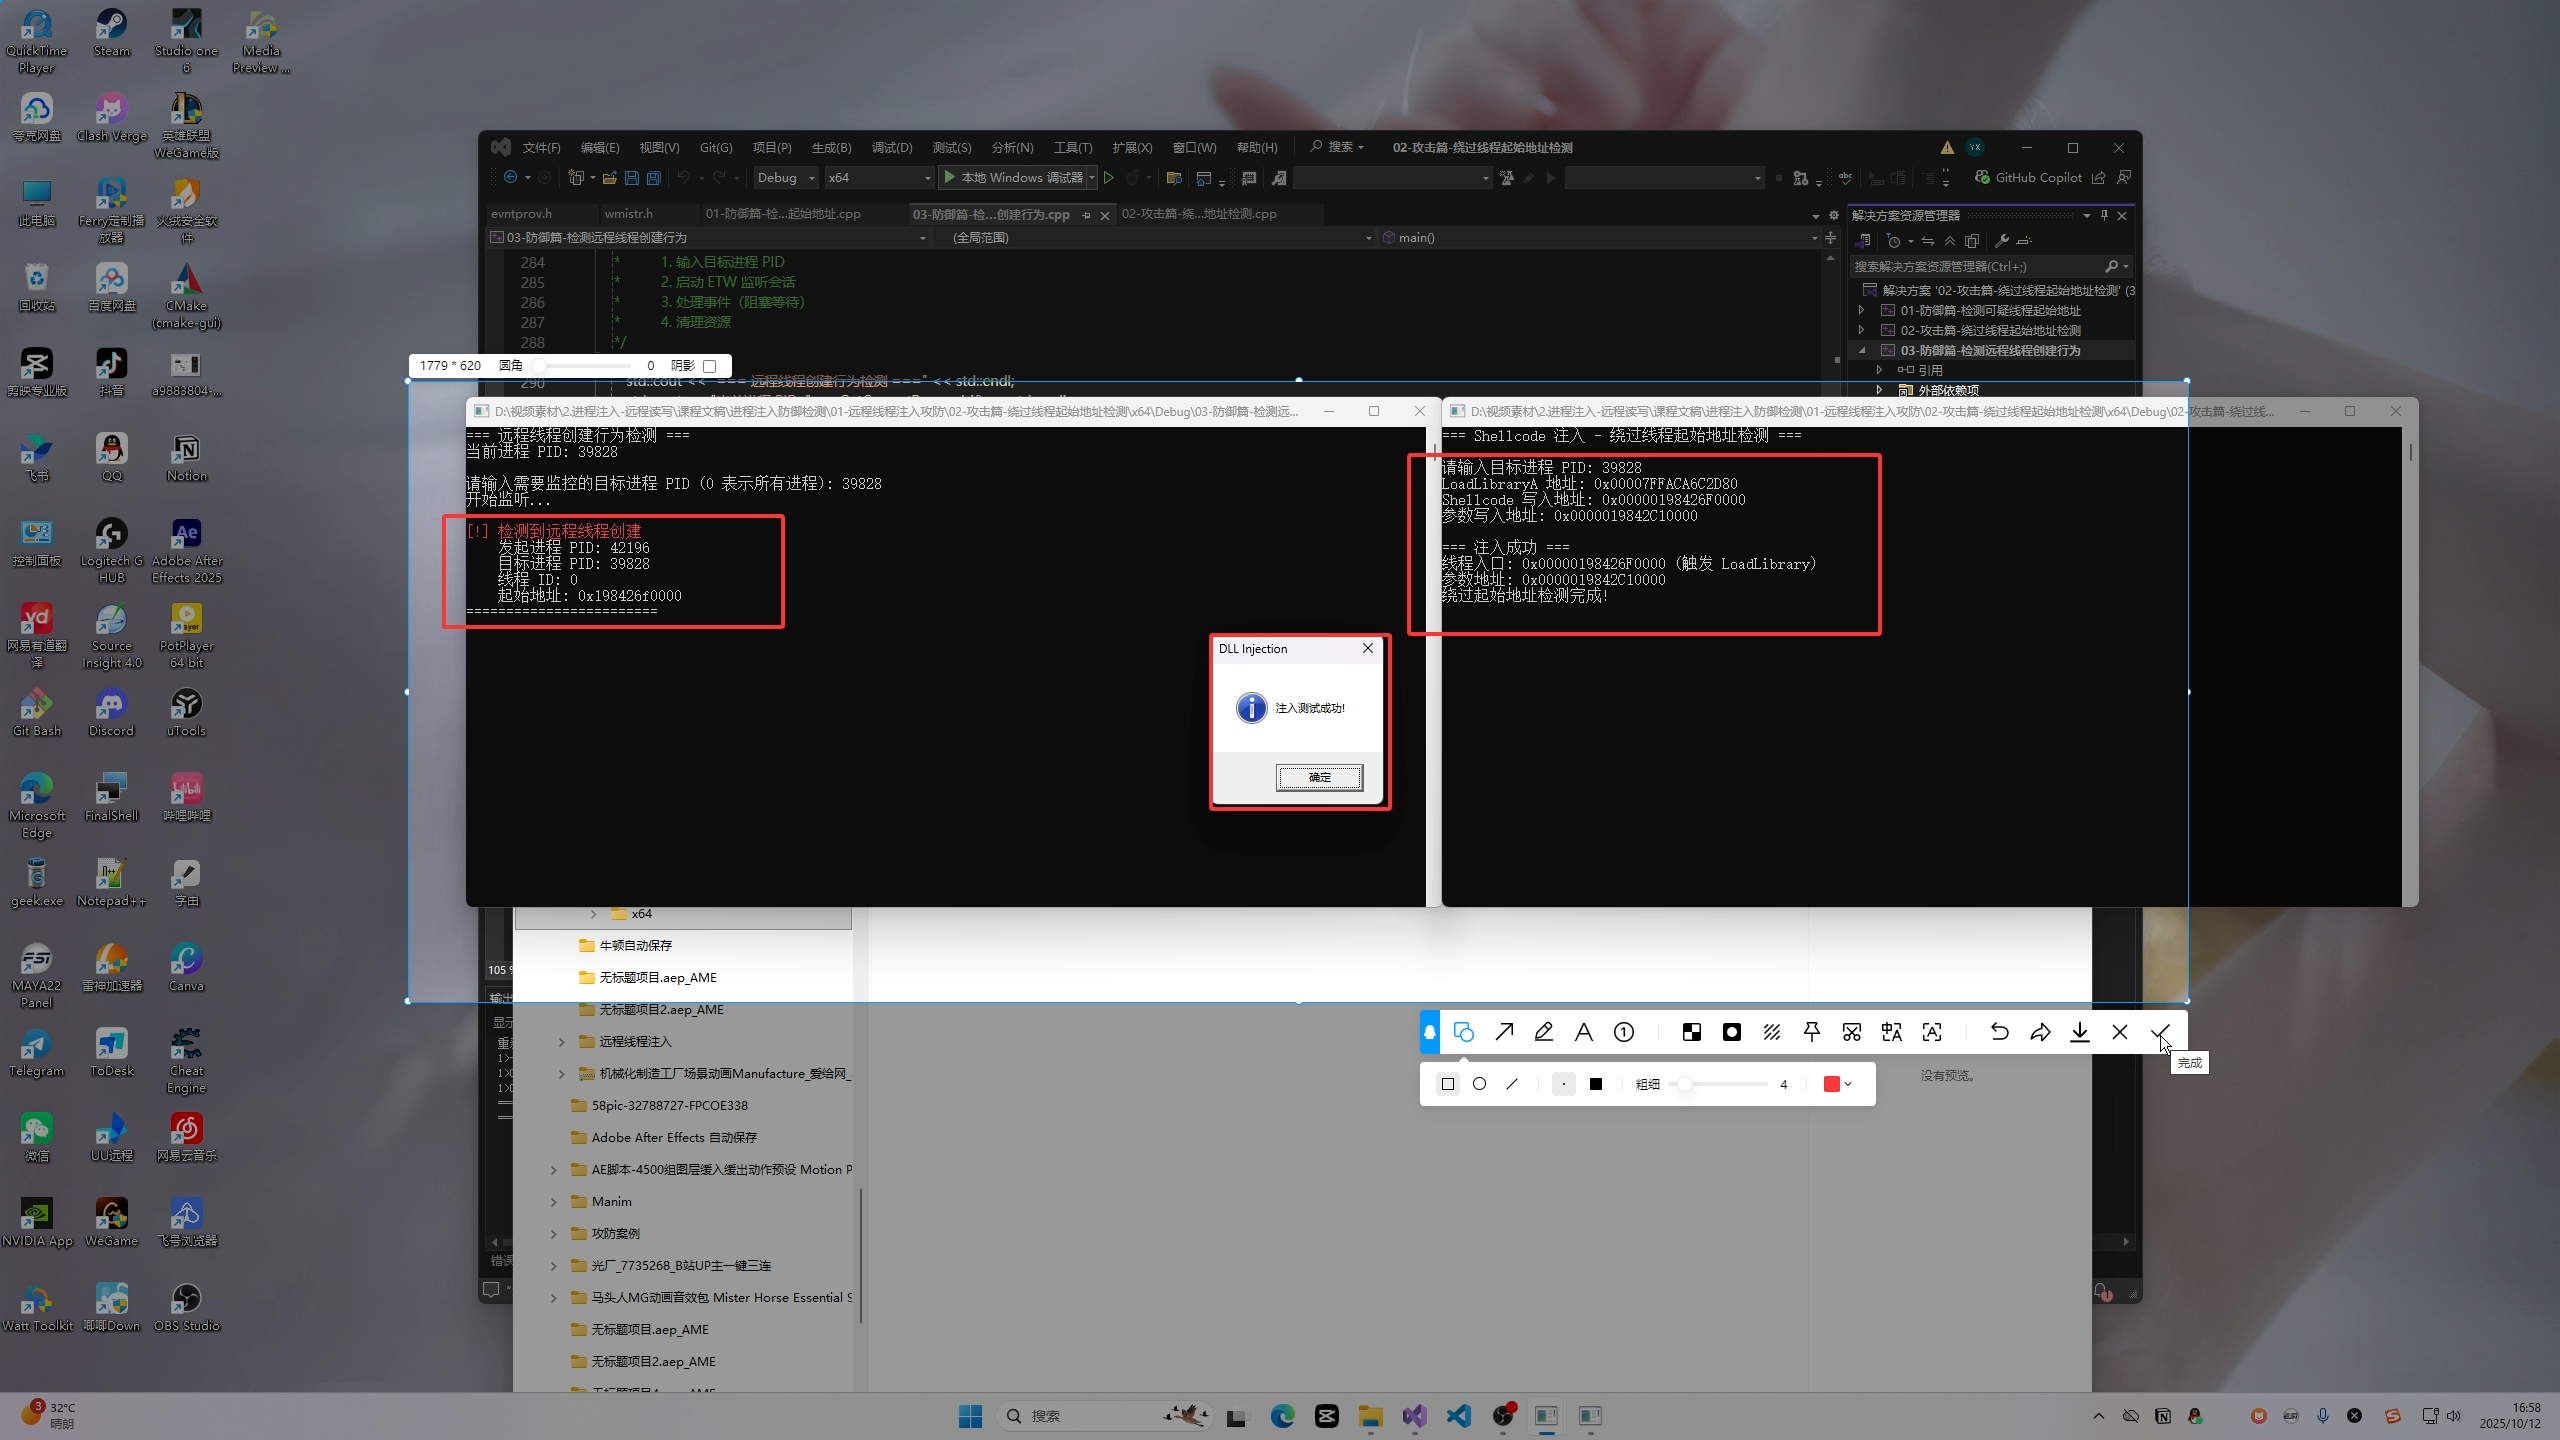 QuickTime Player
Steam
Studio one 6
Media Preview ...
夸克网盘
Clash Verge
英雄联盟WeGame版
此电脑
Ferry定制播放器
火绒安全软件
回收站
百度网盘
CMake (cmake-gui)
剪映专业版
抖音
a9883804-...
飞书
QQ
Notion
控制面板
Logitech G HUB
Adobe After Effects 2025
网易有道翻译
Source Insight 4.0
PotPlayer 64 bit
Git Bash
Discord
uTools
Microsoft Edge
FinalShell
哔哩哔哩
geek.exe
Notepad++
字由
MAYA22 Panel
雷神加速器
Canva
Telegram
ToDesk
Cheat Engine
微信
UU远程
网易云音乐
NVIDIA App
WeGame
飞号浏览器
Watt Toolkit
唧唧Down
OBS Studio
文件(F) 编辑(E) 视图(V) Git(G) 项目(P) 生成(B) 调试(D) 测试(S) 分析(N) 工具(T) 扩展(X) 窗口(W) 帮助(H) 搜索 02-攻击篇-绕过线程起始地址检测 YX
Debug x64 本地 Windows 调试器 GitHub Copilot
evntprov.h wmistr.h 01-防御篇-检...起始地址.cpp 03-防御篇-检...创建行为.cpp 02-攻击篇-绕...地址检测.cpp
03-防御篇-检测远程线程创建行为 (全局范围) main()
284 * 1. 输入目标进程 PID
285 * 2. 启动 ETW 监听会话
286 * 3. 处理事件（阻塞等待）
287 * 4. 清理资源
288 */
290 std::cout << "=== 远程线程创建行为检测 ===" << std::endl;
解决方案资源管理器
搜索解决方案资源管理器(Ctrl+;)
解决方案 '02-攻击篇-绕过线程起始地址检测' (3
01-防御篇-检测可疑线程起始地址
02-攻击篇-绕过线程起始地址检测
03-防御篇-检测远程线程创建行为
引用
外部依赖项
1779 * 620 圆角 0 阴影
D:\视频素材\2.进程注入-远程读写\课程文稿\进程注入防御检测\01-远程线程注入攻防\02-攻击篇-绕过线程起始地址检测\x64\Debug\03-防御篇-检测远...
=== 远程线程创建行为检测 ===
当前进程 PID: 39828
请输入需要监控的目标进程 PID（0 表示所有进程）: 39828
开始监听...
[!] 检测到远程线程创建
发起进程 PID: 42196
目标进程 PID: 39828
线程 ID: 0
起始地址: 0x198426f0000
========================
DLL Injection
注入测试成功!
确定
D:\视频素材\2.进程注入-远程读写\课程文稿\进程注入防御检测\01-远程线程注入攻防\02-攻击篇-绕过线程起始地址检测\x64\Debug\02-攻击篇-绕过线...
=== Shellcode 注入 - 绕过线程起始地址检测 ===
请输入目标进程 PID: 39828
LoadLibraryA 地址: 0x00007FFACA6C2D80
Shellcode 写入地址: 0x00000198426F0000
参数写入地址: 0x0000019842C10000
=== 注入成功 ===
线程入口: 0x00000198426F0000（触发 LoadLibrary）
参数地址: 0x0000019842C10000
绕过起始地址检测完成!
105 %
x64
牛顿自动保存
无标题项目.aep_AME
无标题项目2.aep_AME
远程线程注入
机械化制造工厂场景动画Manufacture_爱给网_
58pic-32788727-FPCOE338
Adobe After Effects 自动保存
AE脚本-4500组图层缓入缓出动作预设 Motion P
Manim
攻防案例
光厂_7735268_B站UP主一键三连
马头人MG动画音效包 Mister Horse Essential S
无标题项目.aep_AME
无标题项目2.aep_AME
没有预览。
完成
粗细 4
3
32°C
晴朗
搜索
16:58
2025/10/12